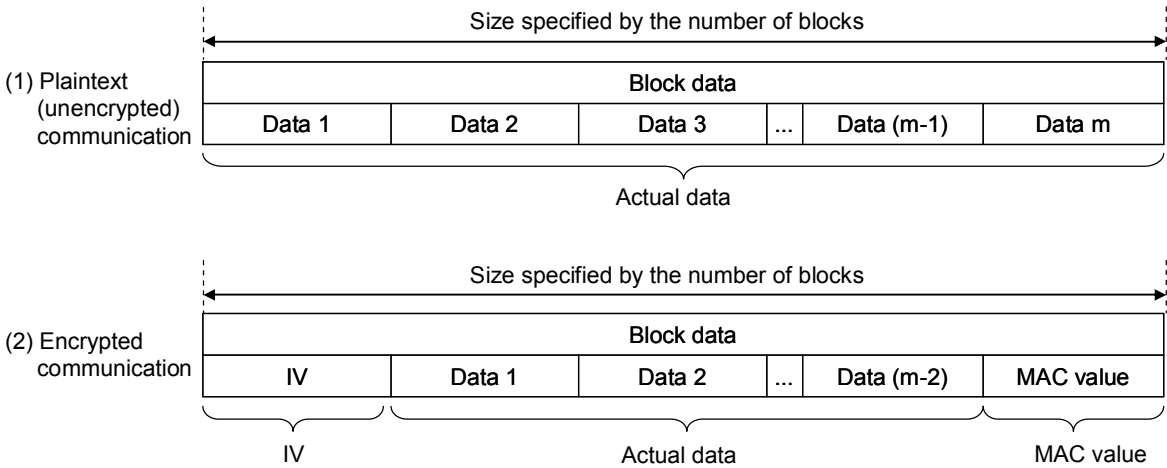 Size specified by the number of blocks
(1) Plaintext
(unencrypted)
communication
Block data
Data 1 Data 2 Data 3 ... Data (m-1) Data m
Actual data
Size specified by the number of blocks
(2) Encrypted
communication
Block data
IV Data 1 Data 2 ... Data (m-2) MAC value
IV Actual data MAC value